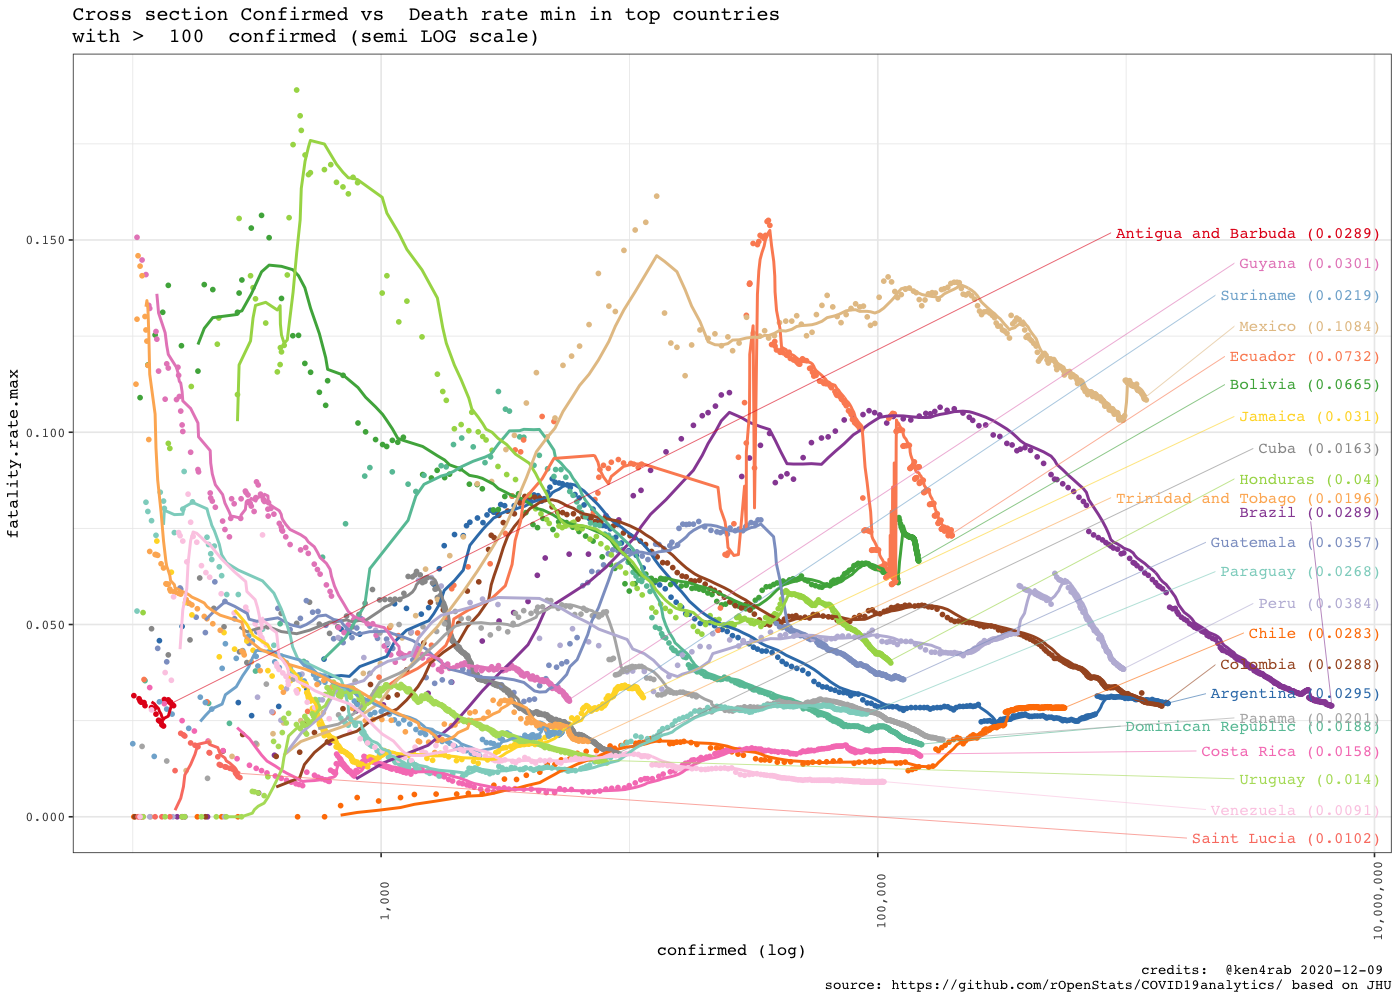 Cross section Confirmed vs  Death rate min in top countries
with >  100  confirmed (semi LOG scale)
fatality.rate.max
0.150
0.100
0.050
0.000
Antigua and Barbuda (0.0289)
Guyana (0.0301)
Suriname (0.0219)
Mexico (0.1084)
Ecuador (0.0732)
Bolivia (0.0665)
Jamaica (0.031)
Cuba (0.0163)
Honduras (0.04)
Trinidad and Tobago (0.0196)
Brazil (0.0289)
Guatemala (0.0357)
Paraguay (0.0268)
Peru (0.0384)
Chile (0.0283)
Colombia (0.0288)
Argentina (0.0295)
Panama (0.0201)
Dominican Republic (0.0188)
Costa Rica (0.0158)
Uruguay (0.014)
Venezuela (0.0091)
Saint Lucia (0.0102)
1,000
100,000
10,000,000
confirmed (log)
credits:  @ken4rab 2020-12-09
source: https://github.com/rOpenStats/COVID19analytics/ based on JHU